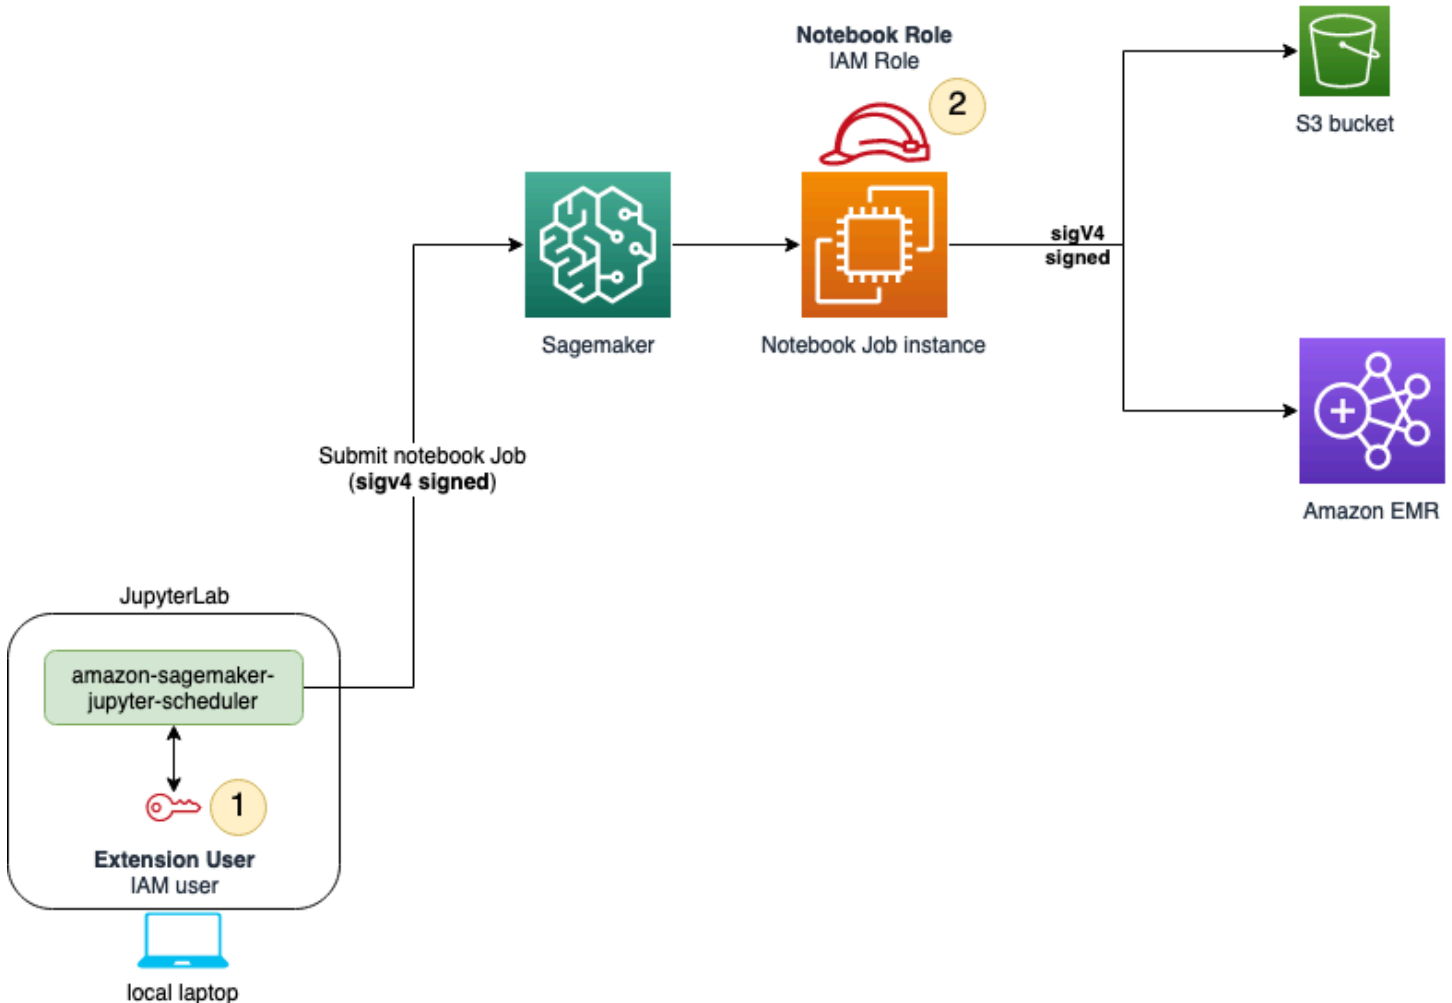 Notebook Role
IAM Role
2
S3 bucket
sigV4
signed
Sagemaker
Notebook Job instance
Submit notebook Job
(sigv4 signed)
Amazon EMR
JupyterLab
amazon-sagemaker-
jupyter-scheduler
1
Extension User
IAM user
local laptop